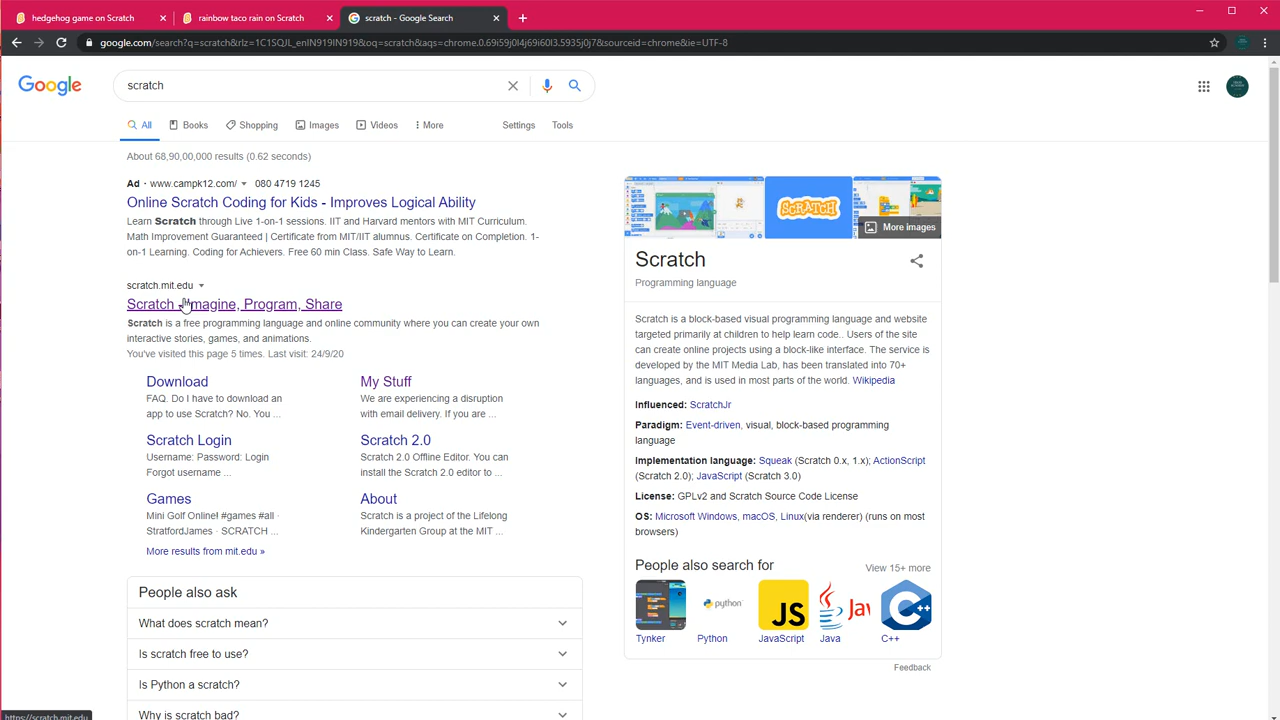 hedgehog game on Scratch
rainbow taco rain on Scratch
scratch - Google Search
google.com/search?q=scratch&rlz=1C1SQJL_enIN919IN919&oq=scratch&aqs=chrome.0.69i59j0l4j69i60l3.5935j0j7&sourceid=chrome&ie=UTF-8
Google
scratch
All
Books
Shopping
Images
Videos
More
Settings
Tools
About 68,90,00,000 results (0.62 seconds)
Ad · www.campk12.com/ 080 4719 1245
Online Scratch Coding for Kids - Improves Logical Ability
Learn Scratch through Live 1-on-1 sessions. IIT and Harvard mentors with MIT Curriculum.
Math Improvement Guaranteed | Certificate from MIT/IIT alumnus. Certificate on Completion. 1-
on-1 Learning. Coding for Achievers. Free 60 min Class. Safe Way to Learn.
scratch.mit.edu
Scratch - Imagine, Program, Share
Scratch is a free programming language and online community where you can create your own
interactive stories, games, and animations.
You've visited this page 5 times. Last visit: 24/9/20
Download
FAQ. Do I have to download an
app to use Scratch? No. You ...
My Stuff
We are experiencing a disruption
with email delivery. If you are ...
Scratch Login
Username: Password: Login
Forgot username ...
Scratch 2.0
Scratch 2.0 Offline Editor. You can
install the Scratch 2.0 editor to ...
Games
Mini Golf Online! #games #all ·
StratfordJames · SCRATCH ...
About
Scratch is a project of the Lifelong
Kindergarten Group at the MIT ...
More results from mit.edu »
People also ask
What does scratch mean?
Is scratch free to use?
Is Python a scratch?
Why is scratch bad?
https://scratch.mit.edu
SCRATCH
More images
Scratch
Programming language
Scratch is a block-based visual programming language and website
targeted primarily at children to help learn code.. Users of the site
can create online projects using a block-like interface. The service is
developed by the MIT Media Lab, has been translated into 70+
languages, and is used in most parts of the world. Wikipedia
Influenced: ScratchJr
Paradigm: Event-driven, visual, block-based programming
language
Implementation language: Squeak (Scratch 0.x, 1.x); ActionScript
(Scratch 2.0); JavaScript (Scratch 3.0)
License: GPLv2 and Scratch Source Code License
OS: Microsoft Windows, macOS, Linux(via renderer) (runs on most
browsers)
People also search for
View 15+ more
python
JS
Jav
C++
Tynker
Python
JavaScript
Java
C++
Feedback